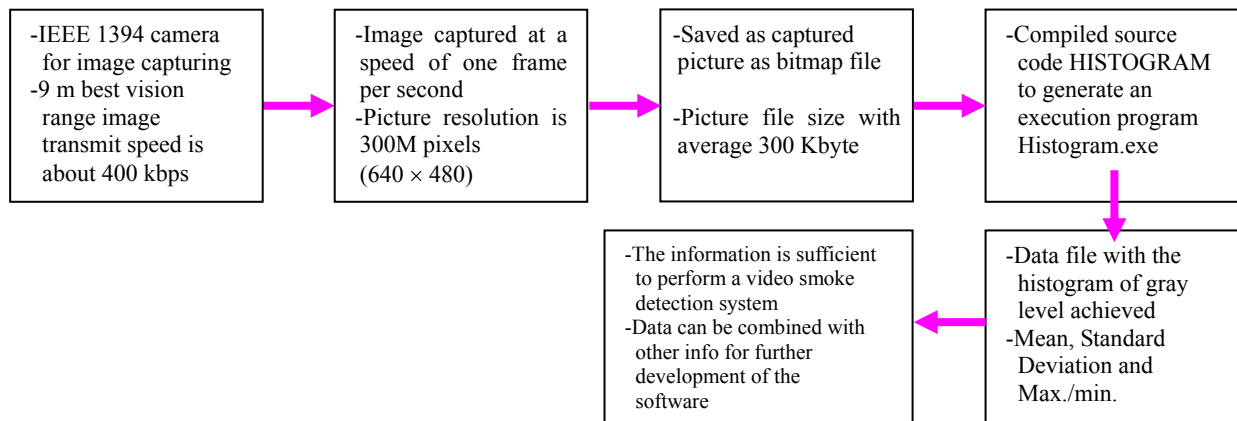 -IEEE 1394 camera
for image capturing
-9 m best vision
range image
transmit speed is
about 400 kbps
-Image captured at a
speed of one frame
per second
-Picture resolution is
300M pixels
(640 × 480)
-Saved as captured
picture as bitmap file
-Picture file size with
average 300 Kbyte
-Compiled source
code HISTOGRAM
to generate an
execution program
Histogram.exe
-Data file with the
histogram of gray
level achieved
-Mean, Standard
Deviation and
Max./min.
-The information is sufficient
to perform a video smoke
detection system
-Data can be combined with
other info for further
development of the
software